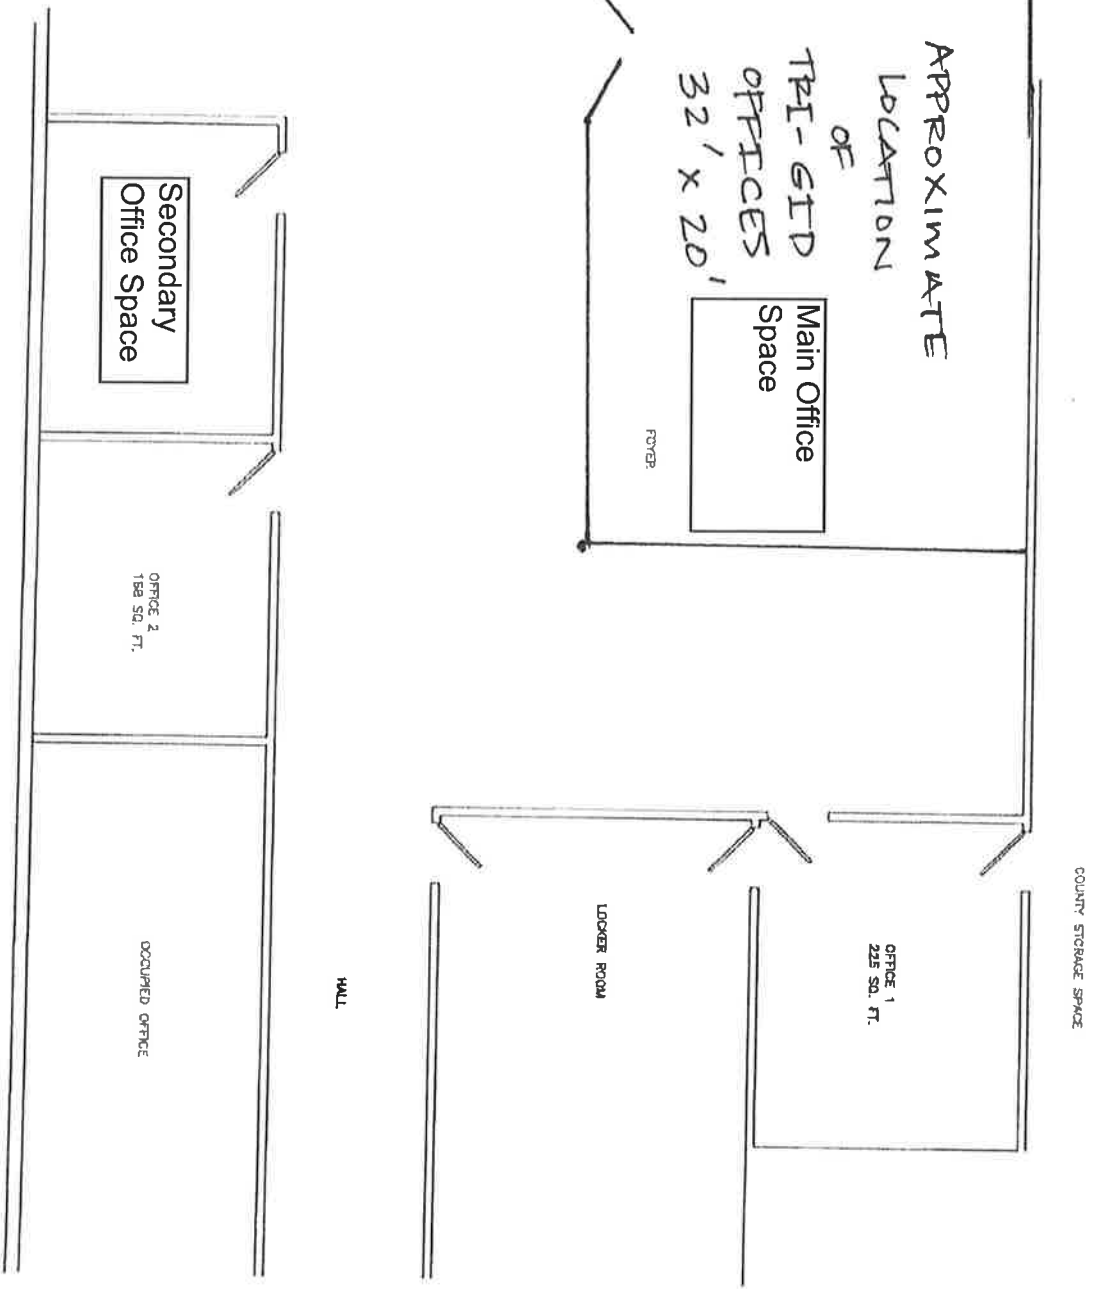 COUNTY STORAGE SPACE
APPROXIMATE
LOCATION
OF
TRI-GID
OFFICES
32' x 20'
Main Office
Space
FOYER
OFFICE 1
225 SQ. FT.
LOCKER ROOM
HALL
Secondary
Office Space
OFFICE 2
168 SQ. FT.
OCCUPIED OFFICE